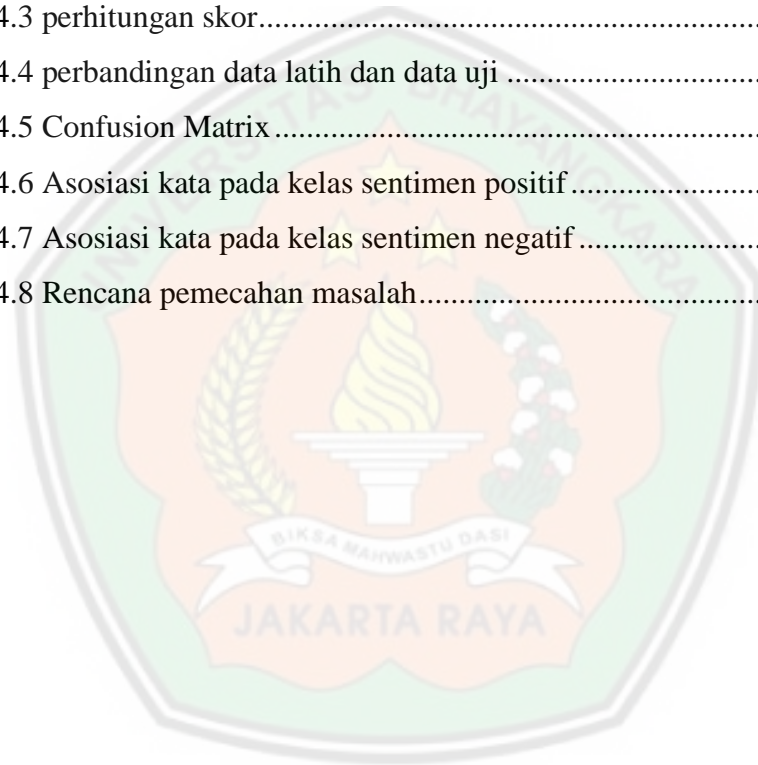 4.3 perhitungan skor........................................................................
4.4 perbandingan data latih dan data uji ........................................
4.5 Confusion Matrix......................................................................
4.6 Asosiasi kata pada kelas sentimen positif..............................
4.7 Asosiasi kata pada kelas sentimen negatif.............................
4.8 Rencana pemecahan masalah.................................................
UNIVERSITAS BHAYANGKARA
BIKSA MAHWASTU DASI
JAKARTA RAYA